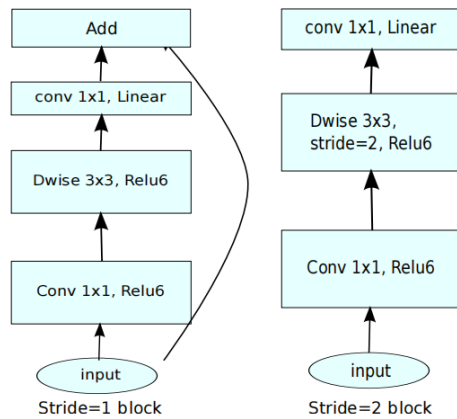 Add
conv 1x1, Linear
Dwise 3x3, Relu6
Conv 1x1, Relu6
input
Stride=1 block
conv 1x1, Linear
Dwise 3x3,
stride=2, Relu6
Conv 1x1, Relu6
input
Stride=2 block